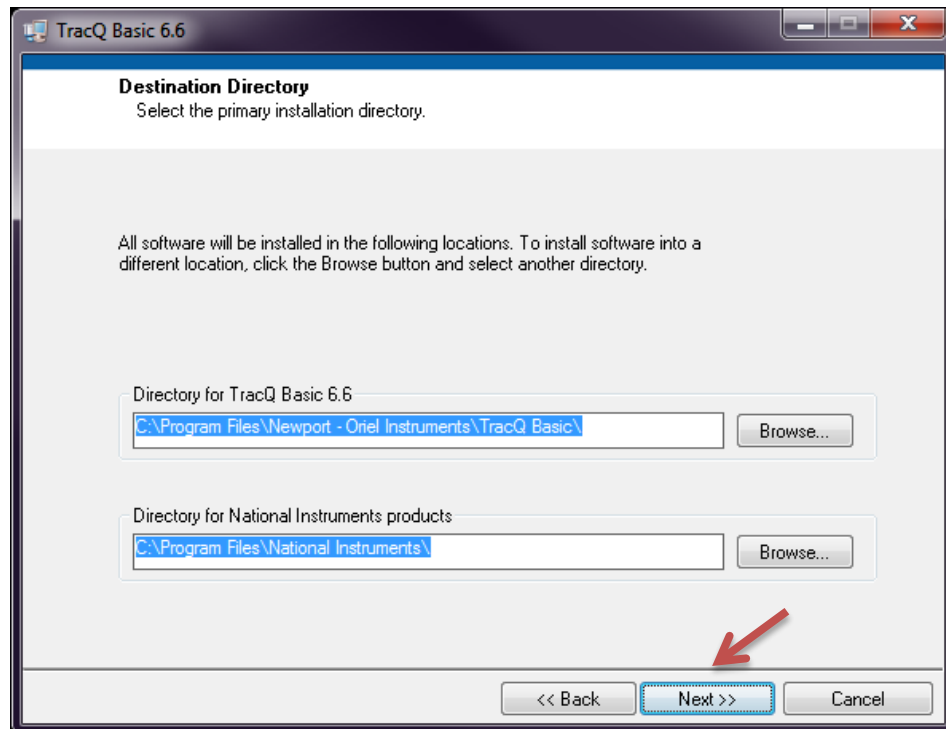 TracQ Basic 6.6
Destination Directory
Select the primary installation directory.
All software will be installed in the following locations. To install software into a
different location, click the Browse button and select another directory.
Directory for TracQ Basic 6.6
C:\Program Files\Newport - Oriel Instruments\TracQ Basic\
Browse...
Directory for National Instruments products
C:\Program Files\National Instruments\
Browse...
<< Back
Next >>
Cancel